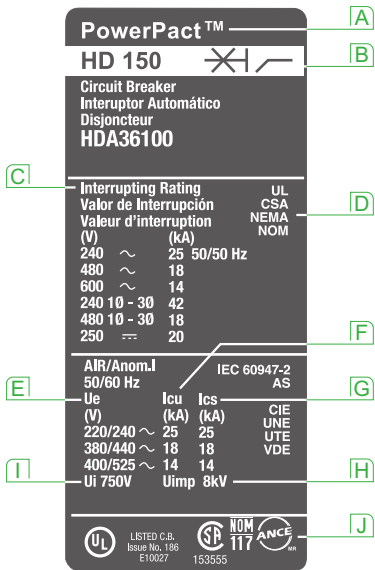 PowerPact™ A
HD 150 B
Circuit Breaker
Interuptor Automático
Disjoncteur
HDA36100
C
Interrupting Rating UL
Valor de Interrupción CSA D
Valeur d'interruption NEMA
(V) (kA) NOM
240 ~ 25 50/50 Hz
480 ~ 18
600 ~ 14
240 1Ø - 3Ø 42
480 1Ø - 3Ø 18
250 ⎓ 20
F
AIR/Anom.I IEC 60947-2
50/60 Hz AS
E Ue Icu Ics G
(V) (kA) (kA) CIE
220/240 ~ 25 25 UNE
380/440 ~ 18 18 UTE
400/525 ~ 14 14 VDE
I Ui 750V Uimp 8kV H
UL LISTED C.B. SA NOM ANCE J
Issue No. 186 117 MR
E10027 153555